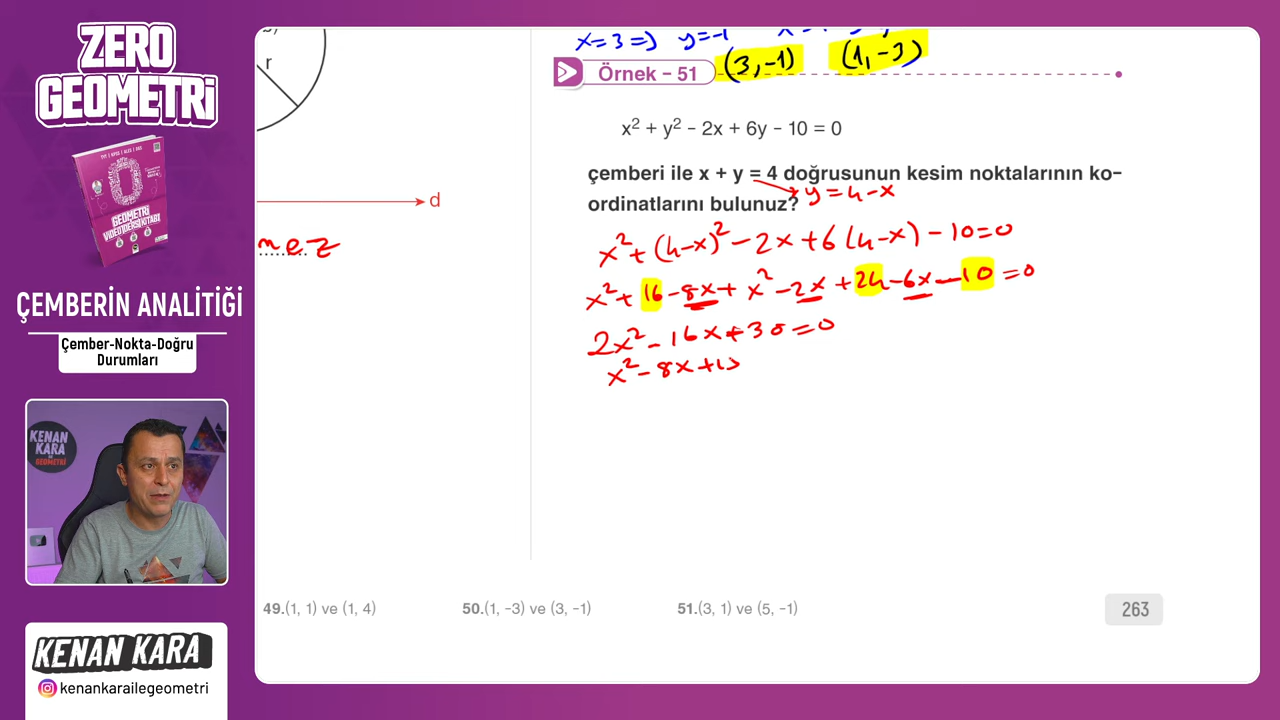 ZERO
GEOMETRİ
GEOMETRİ
VİDEO DERS KİTABI
ÇEMBERİN ANALİTİĞİ
Çember-Nokta-Doğru
Durumları
KENAN
KARA
GEOMETRİ
KENAN KARA
kenankarailegeometri
r
d
mez
x=3 => y=-1
(3,-1) (1,-3)
Örnek – 51
x² + y² – 2x + 6y – 10 = 0
çemberi ile x + y = 4 doğrusunun kesim noktalarının ko-
y=4-x
ordinatlarını bulunuz?
x²+(4-x)²-2x+6(4-x)-10=0
x²+16-8x+x²-2x+24-6x-10=0
2x²-16x+30=0
x²-8x+15
49.(1, 1) ve (1, 4) 50.(1, –3) ve (3, –1) 51.(3, 1) ve (5, –1)
263